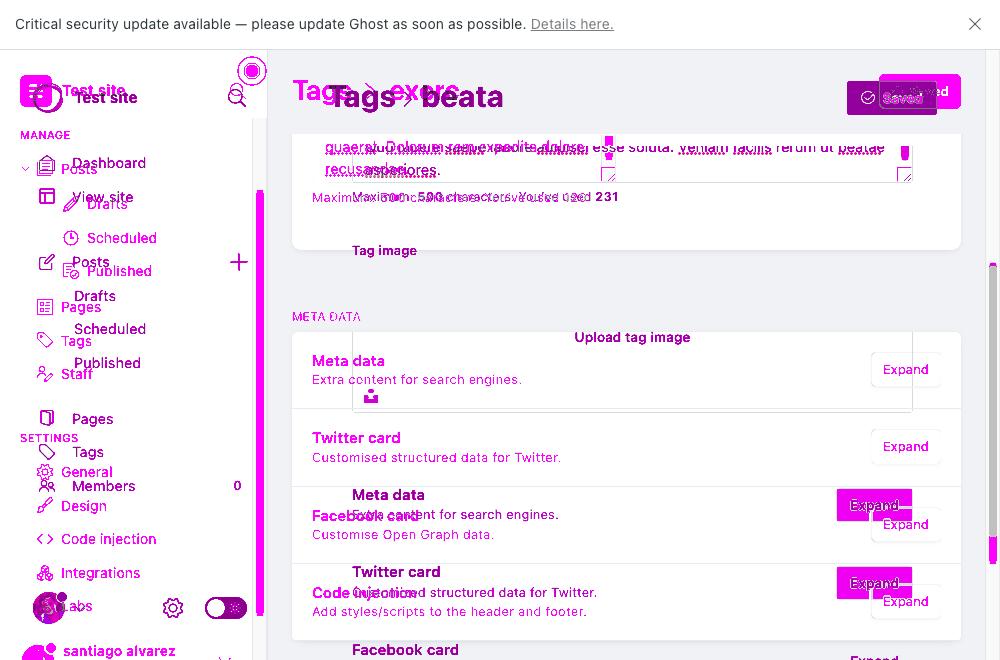 Critical security update available — please update Ghost as soon as possible. Details here.
Test site
Test site
Tags › exerc
Tags › beata
Saved
MANAGE
Dashboard
Posts
View site
Drafts
Scheduled
Posts
Published
Drafts
Pages
Scheduled
Tags
Published
Staff
Pages
SETTINGS
Tags
General
Members 0
Design
Code injection
Integrations
Labs
santiago alvarez
quaerat. Dolorum rem expedita dolore
esse soluta. Veniam facilis rerum ut beatae
recusandae
asperiores.
Maximum: 500 characters. You've used 231
Tag image
META DATA
Upload tag image
Meta data
Extra content for search engines.
Expand
Twitter card
Customised structured data for Twitter.
Expand
Meta data
Extra content for search engines.
Expand
Facebook card
Customise Open Graph data.
Expand
Twitter card
Customised structured data for Twitter.
Expand
Code injection
Add styles/scripts to the header and footer.
Expand
Facebook card
Expand